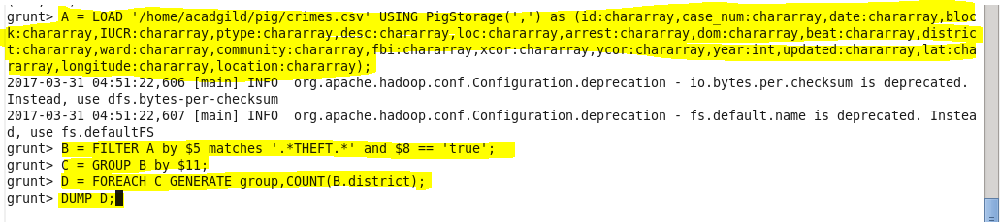 grunt> A = LOAD '/home/acadgild/pig/crimes.csv' USING PigStorage(',') as (id:chararray,case_num:chararray,date:chararray,bloc
k:chararray,IUCR:chararray,ptype:chararray,desc:chararray,loc:chararray,arrest:chararray,dom:chararray,beat:chararray,distric
t:chararray,ward:chararray,community:chararray,fbi:chararray,xcor:chararray,ycor:chararray,year:int,updated:chararray,lat:cha
rarray,longitude:chararray,location:chararray);
2017-03-31 04:51:22,606 [main] INFO  org.apache.hadoop.conf.Configuration.deprecation - io.bytes.per.checksum is deprecated.
Instead, use dfs.bytes-per-checksum
2017-03-31 04:51:22,607 [main] INFO  org.apache.hadoop.conf.Configuration.deprecation - fs.default.name is deprecated. Instea
d, use fs.defaultFS
grunt> B = FILTER A by $5 matches '.*THEFT.*' and $8 == 'true';
grunt> C = GROUP B by $11;
grunt> D = FOREACH C GENERATE group,COUNT(B.district);
grunt> DUMP D;